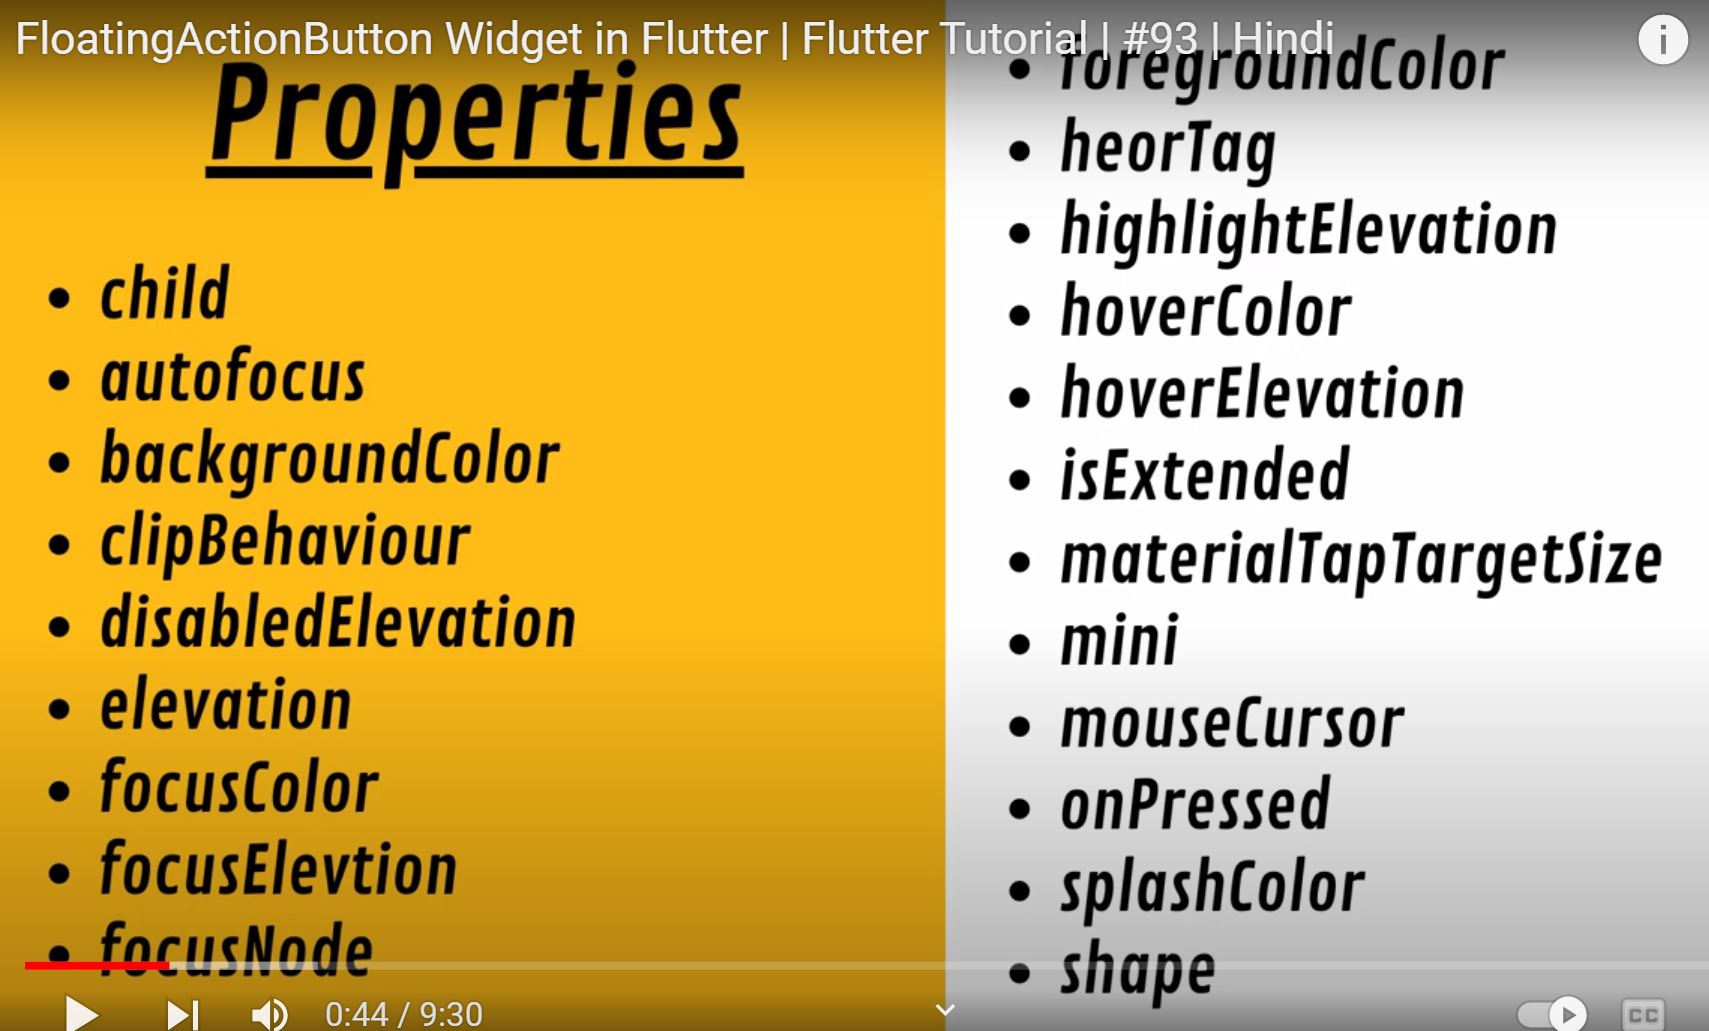 FloatingActionButton Widget in Flutter | Flutter Tutorial | #93 | Hindi
Properties
• child
• autofocus
• backgroundColor
• clipBehaviour
• disabledElevation
• elevation
• focusColor
• focusElevtion
• focusNode
• foregroundColor
• heorTag
• highlightElevation
• hoverColor
• hoverElevation
• isExtended
• materialTapTargetSize
• mini
• mouseCursor
• onPressed
• splashColor
• shape
0:44 / 9:30
CC